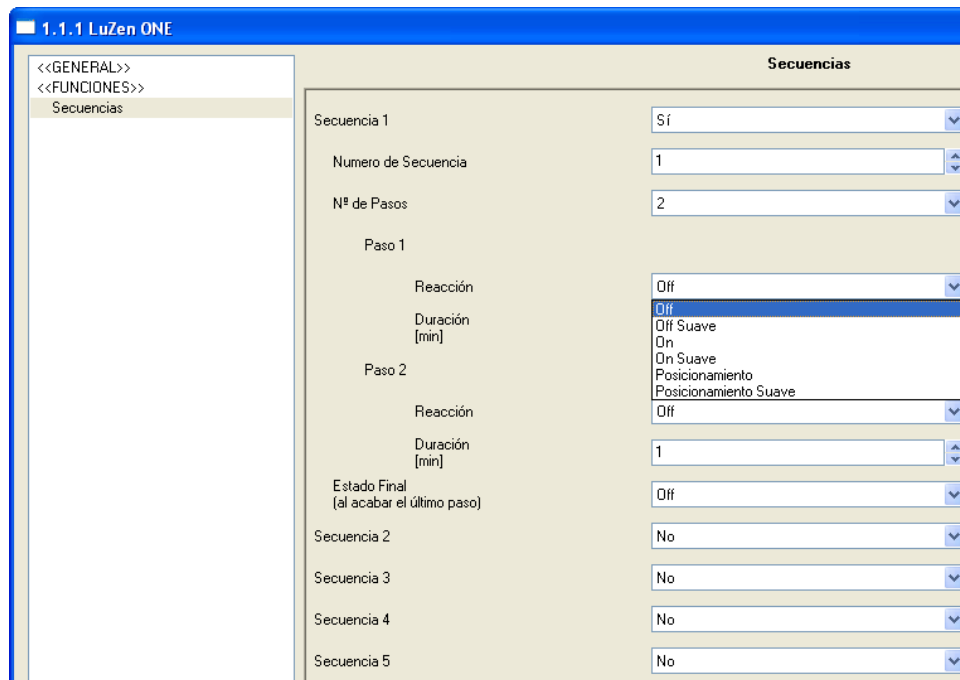 1.1.1 LuZen ONE
<<GENERAL>>
<<FUNCIONES>>
Secuencias
Secuencias
Secuencia 1
Sí
Numero de Secuencia
1
Nº de Pasos
2
Paso 1
Reacción
Off
Off
Off Suave
On
On Suave
Posicionamiento
Posicionamiento Suave
Duración
[min]
Paso 2
Reacción
Off
Duración
[min]
1
Estado Final
(al acabar el último paso)
Off
Secuencia 2
No
Secuencia 3
No
Secuencia 4
No
Secuencia 5
No